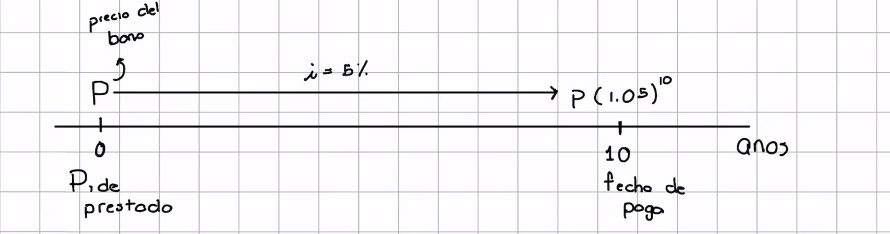 precio del
bono
i = 5%
P
P (1.05)^10
0
10
anos
P, de
prestado
fecha de
pago